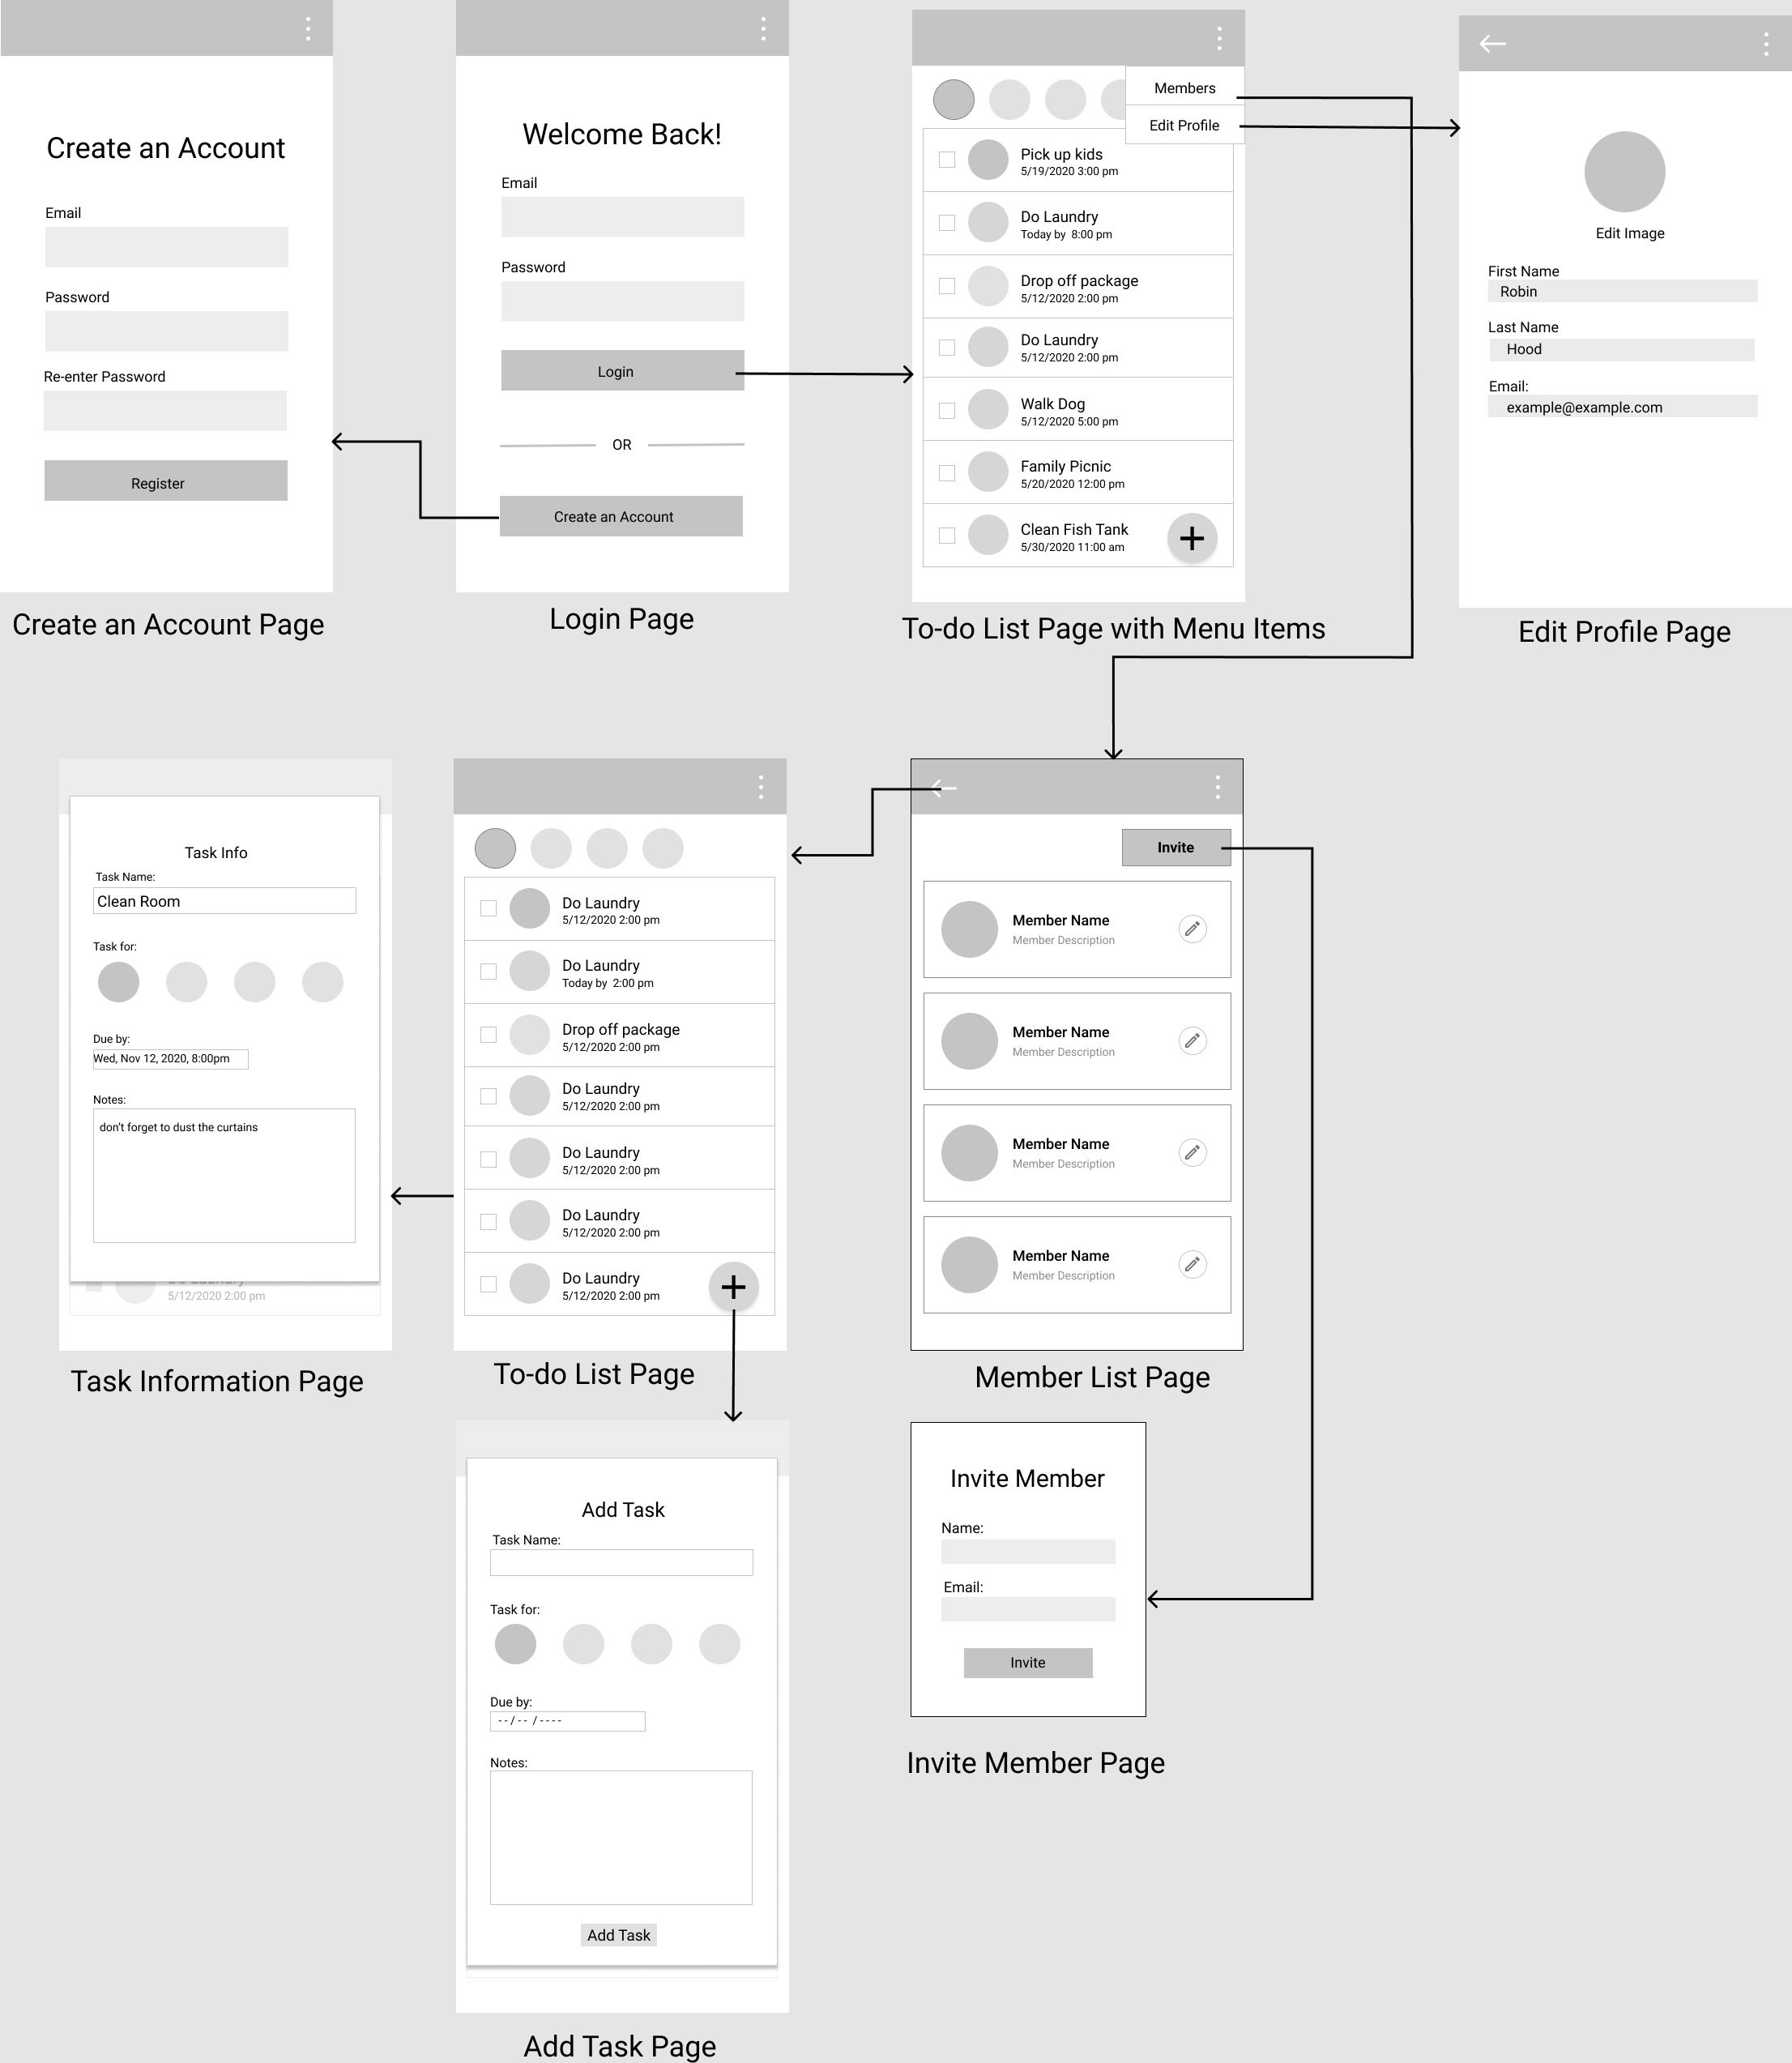 Create an Account
Email
Password
Re-enter Password
Register
Create an Account Page
Welcome Back!
Email
Password
Login
OR
Create an Account
Login Page
Members
Edit Profile
Pick up kids
5/19/2020 3:00 pm
Do Laundry
Today by 8:00 pm
Drop off package
5/12/2020 2:00 pm
Do Laundry
5/12/2020 2:00 pm
Walk Dog
5/12/2020 5:00 pm
Family Picnic
5/20/2020 12:00 pm
Clean Fish Tank
5/30/2020 11:00 am
To-do List Page with Menu Items
Edit Image
First Name
Robin
Last Name
Hood
Email:
example@example.com
Edit Profile Page
Task Info
Task Name:
Clean Room
Task for:
Due by:
Wed, Nov 12, 2020, 8:00pm
Notes:
don't forget to dust the curtains
Do Laundry
5/12/2020 2:00 pm
Task Information Page
Do Laundry
5/12/2020 2:00 pm
Do Laundry
Today by 2:00 pm
Drop off package
5/12/2020 2:00 pm
Do Laundry
5/12/2020 2:00 pm
Do Laundry
5/12/2020 2:00 pm
Do Laundry
5/12/2020 2:00 pm
Do Laundry
5/12/2020 2:00 pm
To-do List Page
Invite
Member Name
Member Description
Member Name
Member Description
Member Name
Member Description
Member Name
Member Description
Member List Page
Add Task
Task Name:
Task for:
Due by:
--/-- /----
Notes:
Add Task
Add Task Page
Invite Member
Name:
Email:
Invite
Invite Member Page